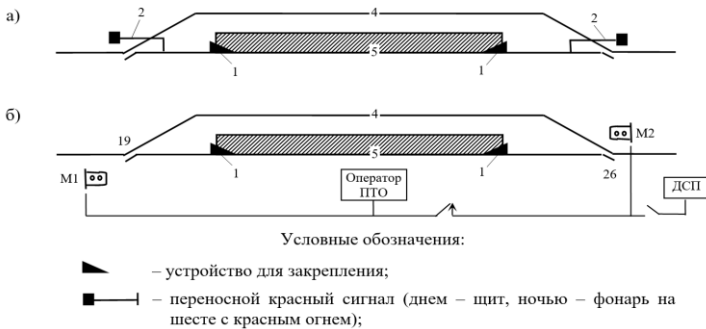 а)
2
4
2
5
1
1
б)
4
М2
19
5
М1
1
1
26
Оператор
ПТО
ДСП
Условные обозначения:
– устройство для закрепления;
– переносной красный сигнал (днем – щит, ночью – фонарь на
шесте с красным огнем);